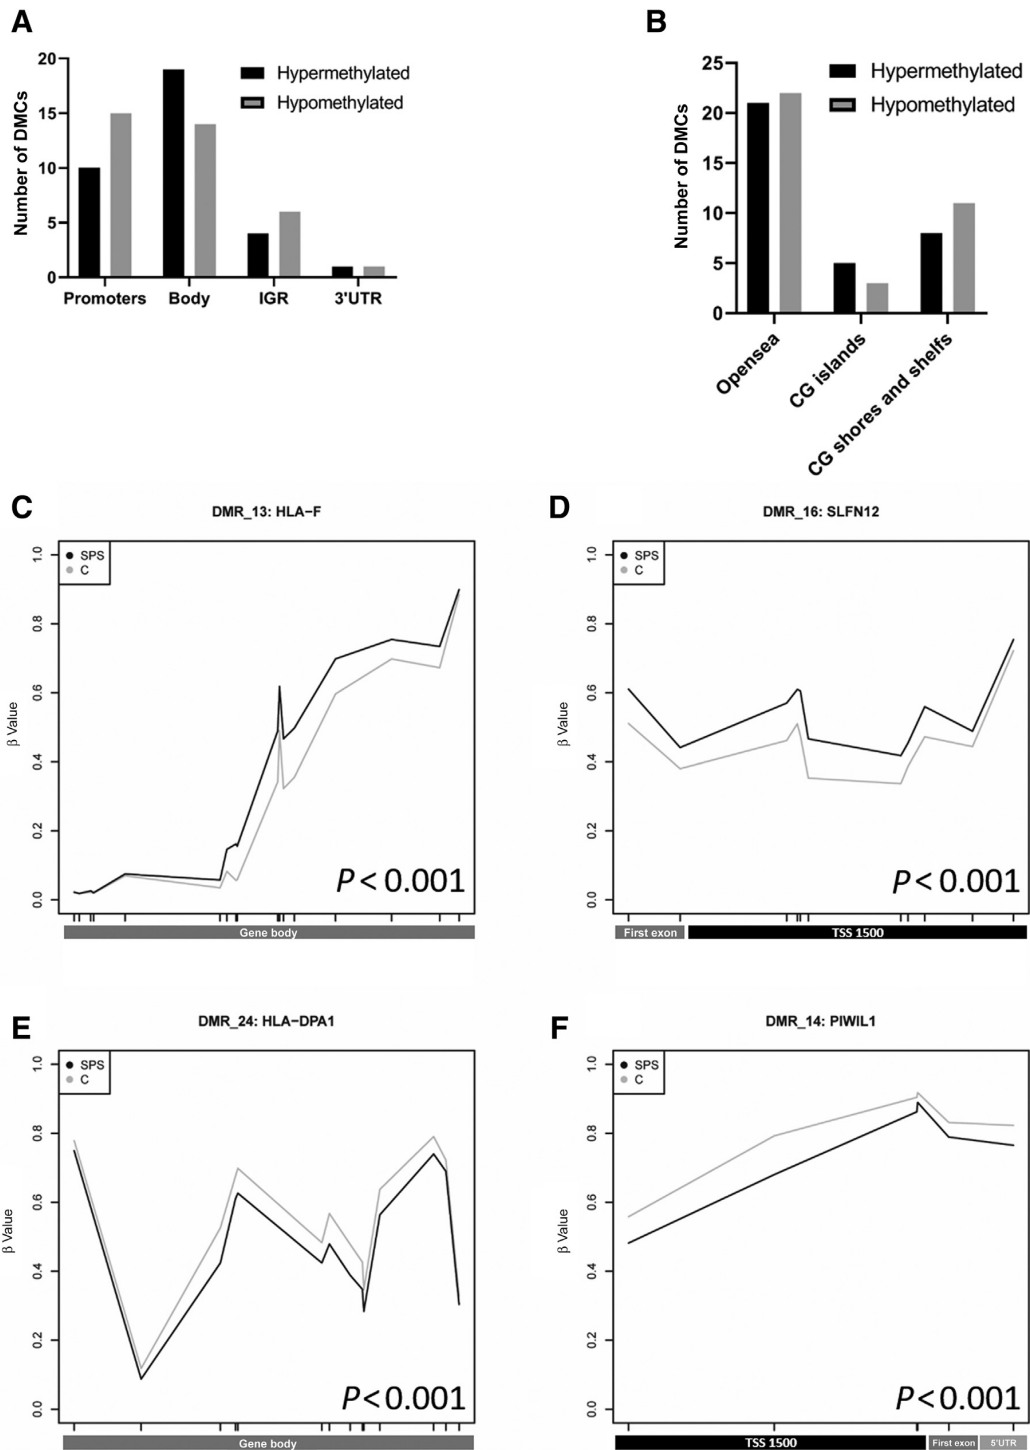 A
Number of DMCs
20
15
10
5
0
Hypermethylated
Hypomethylated
Promoters Body IGR 3'UTR
B
Number of DMCs
25
20
15
10
5
0
Hypermethylated
Hypomethylated
Opensea
CG islands
CG shores and shelfs
C
DMR_13: HLA−F
SPS
C
β Value
1.0
0.8
0.6
0.4
0.2
0.0
P < 0.001
Gene body
D
DMR_16: SLFN12
SPS
C
β Value
1.0
0.8
0.6
0.4
0.2
0.0
P < 0.001
First exon TSS 1500
E
DMR_24: HLA−DPA1
SPS
C
β Value
1.0
0.8
0.6
0.4
0.2
0.0
P < 0.001
Gene body
F
DMR_14: PIWIL1
SPS
C
β Value
1.0
0.8
0.6
0.4
0.2
0.0
P < 0.001
TSS 1500 First exon 5'UTR